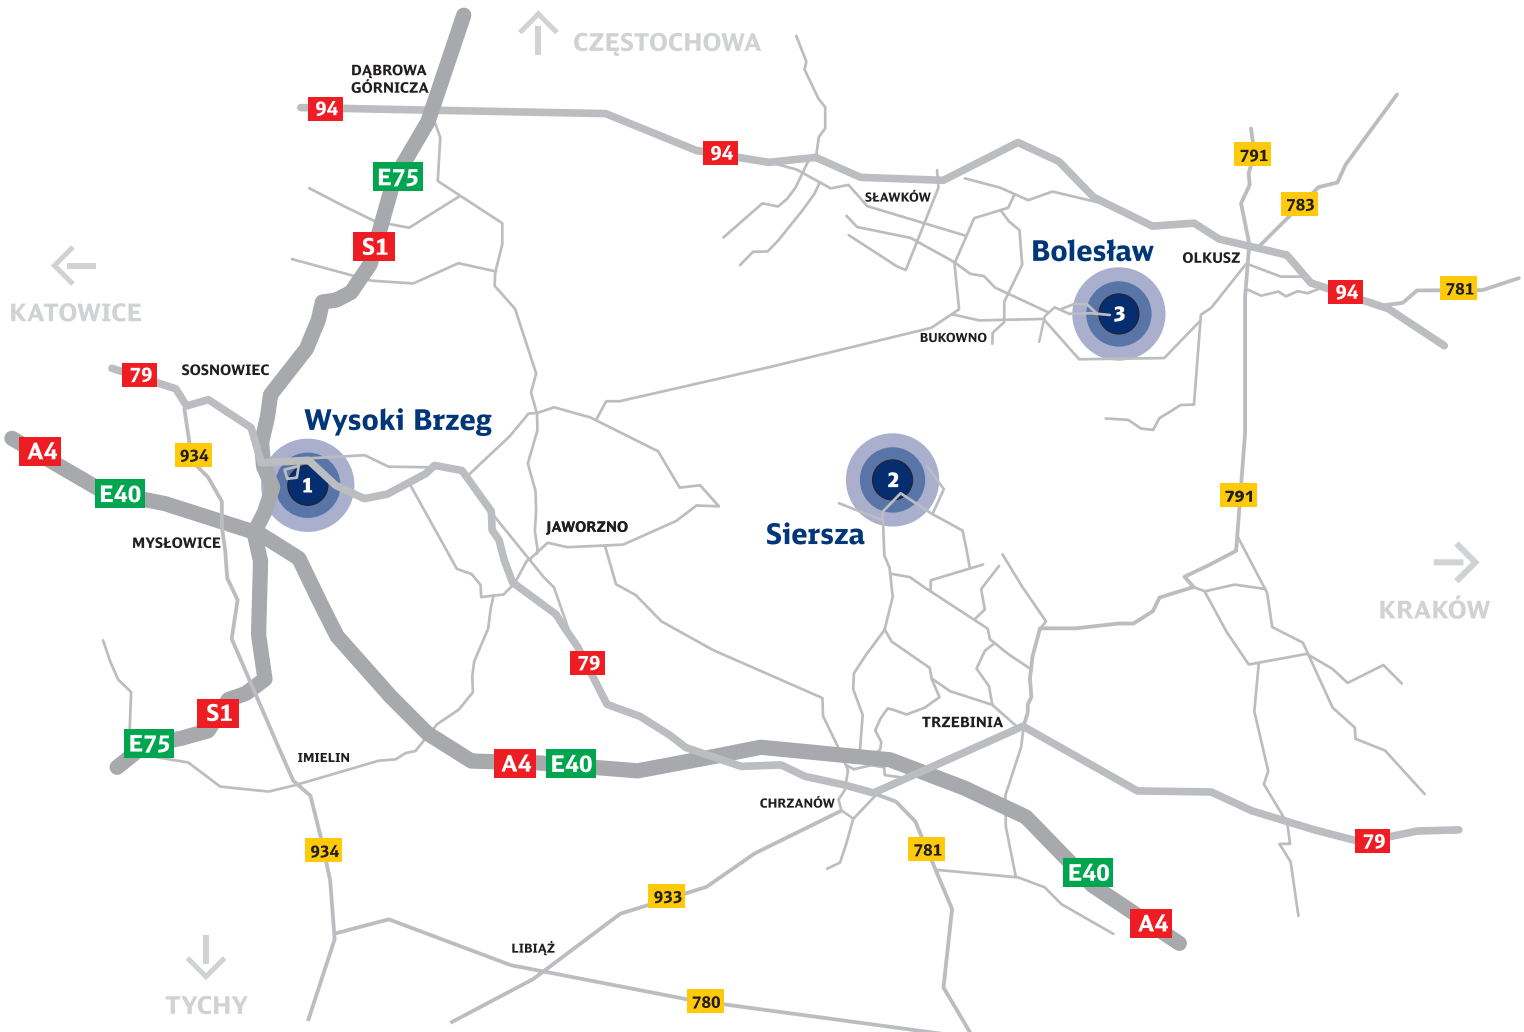 CZĘSTOCHOWA
DĄBROWA
GÓRNICZA
94
94
791
E75
SŁAWKÓW
783
S1
Bolesław
OLKUSZ
KATOWICE
94
781
3
BUKOWNO
SOSNOWIEC
79
Wysoki Brzeg
A4
934
E40
1
2
791
JAWORZNO
Siersza
MYSŁOWICE
KRAKÓW
79
S1
TRZEBINIA
E75
IMIELIN
A4
E40
CHRZANÓW
934
781
79
E40
933
A4
LIBIĄŻ
TYCHY
780